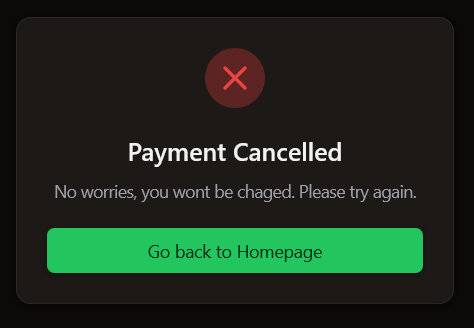 Payment Cancelled
No worries, you wont be chaged. Please try again.
Go back to Homepage